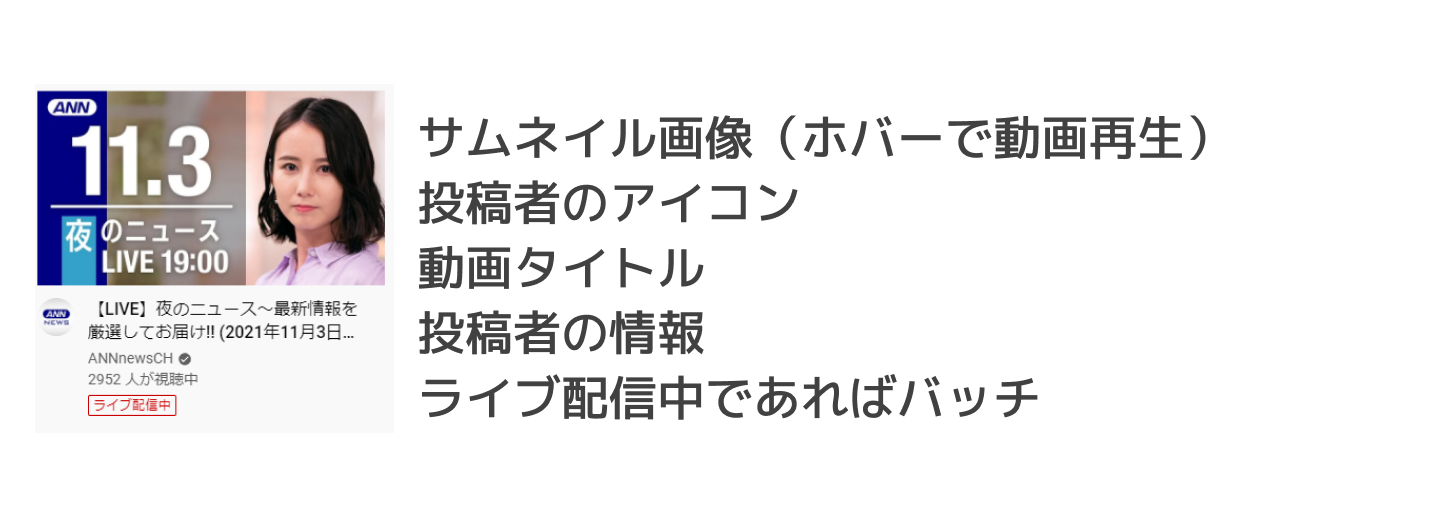 ANN
11.3
夜のニュース
LIVE 19:00
ANN
NEWS
【LIVE】夜のニュース～最新情報を
厳選してお届け!! (2021年11月3日...
ANNnewsCH
2952 人が視聴中
ライブ配信中
サムネイル画像（ホバーで動画再生）
投稿者のアイコン
動画タイトル
投稿者の情報
ライブ配信中であればバッチ